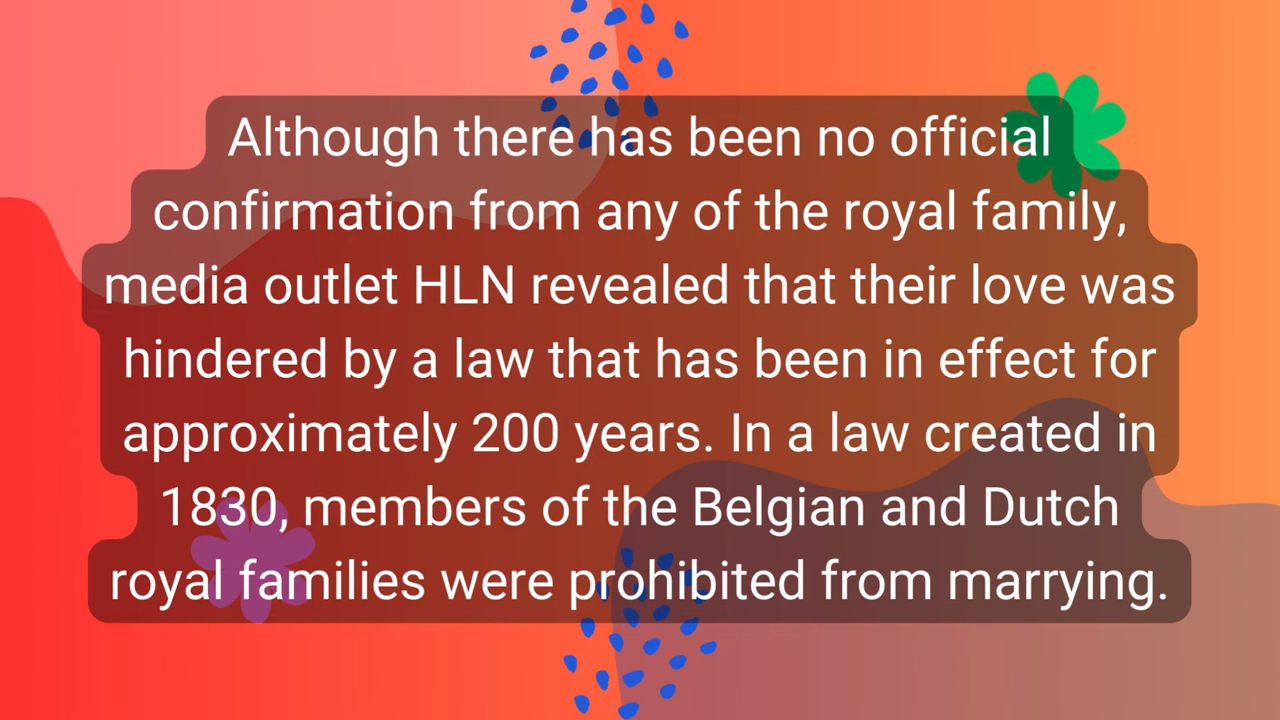 Although there has been no official
confirmation from any of the royal family,
media outlet HLN revealed that their love was
hindered by a law that has been in effect for
approximately 200 years. In a law created in
1830, members of the Belgian and Dutch
royal families were prohibited from marrying.